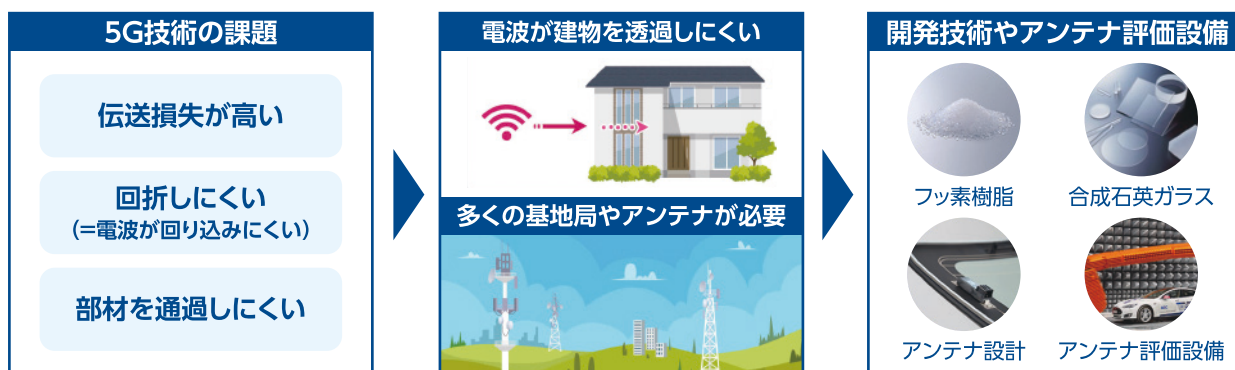 5G技術の課題
伝送損失が高い
回折しにくい
(=電波が回り込みにくい)
部材を通過しにくい
電波が建物を透過しにくい
多くの基地局やアンテナが必要
開発技術やアンテナ評価設備
フッ素樹脂
合成石英ガラス
アンテナ設計
アンテナ評価設備